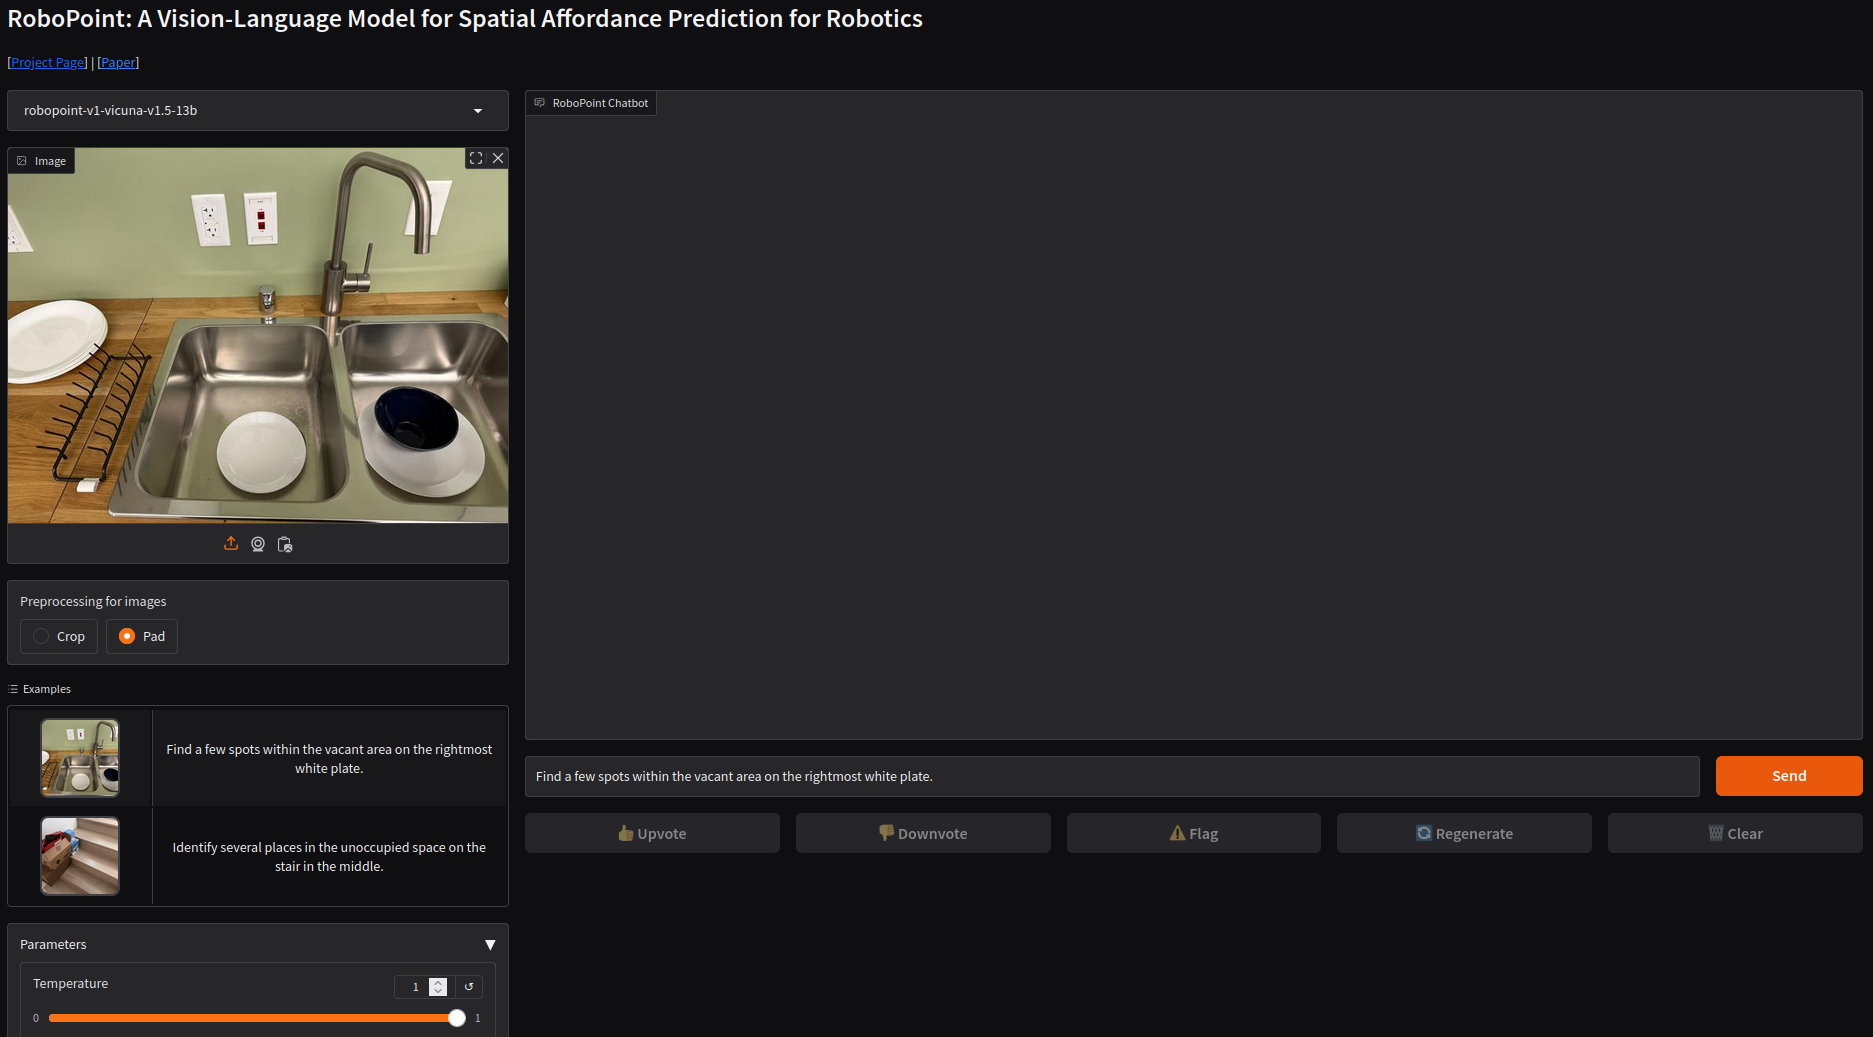 RoboPoint: A Vision-Language Model for Spatial Affordance Prediction for Robotics
[Project Page] | [Paper]
robopoint-v1-vicuna-v1.5-13b
Image
Preprocessing for images
Crop
Pad
Examples
Find a few spots within the vacant area on the rightmost
white plate.
Identify several places in the unoccupied space on the
stair in the middle.
Parameters
Temperature
1
0
1
RoboPoint Chatbot
Find a few spots within the vacant area on the rightmost white plate.
Send
Upvote
Downvote
Flag
Regenerate
Clear